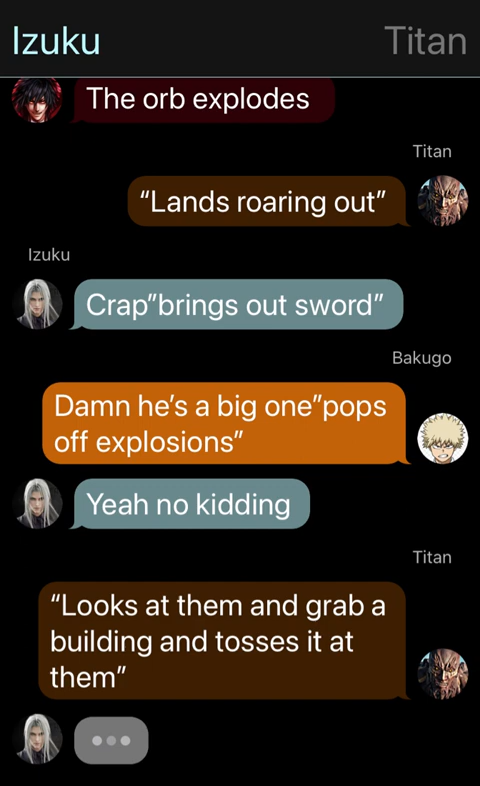 Izuku
Titan
The orb explodes
Titan
“Lands roaring out”
Izuku
Crap”brings out sword”
Bakugo
Damn he’s a big one”pops
off explosions”
Yeah no kidding
Titan
“Looks at them and grab a
building and tosses it at
them”